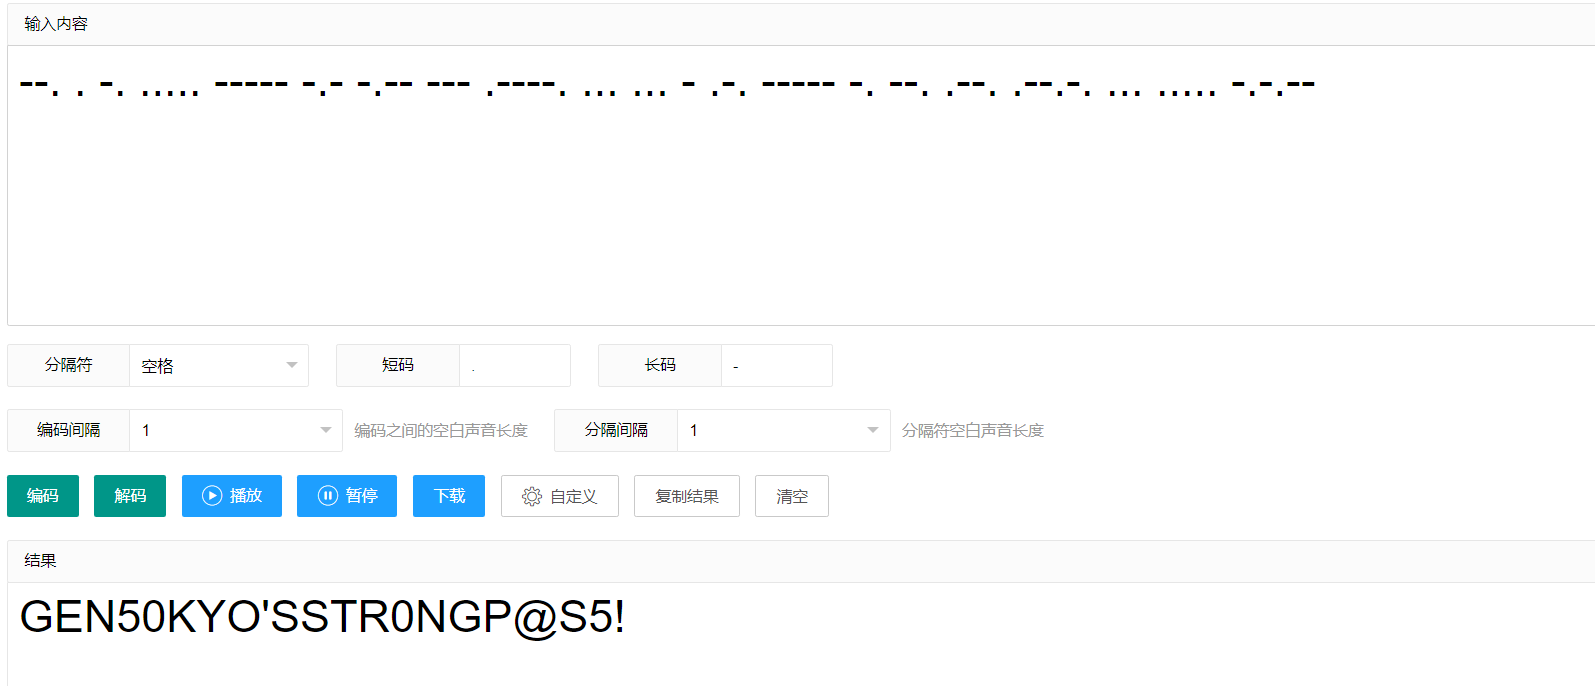 输入内容
--. . -. ..... ----- -.- -.-- --- .----. ... ... - .-. ----- -. --. .--. .--.-. ... ..... -.-.--
分隔符 空格 短码 . 长码 -
编码间隔 1 编码之间的空白声音长度 分隔间隔 1 分隔符空白声音长度
编码 解码 播放 暂停 下载 自定义 复制结果 清空
结果
GEN50KYO'SSTR0NGP@S5!